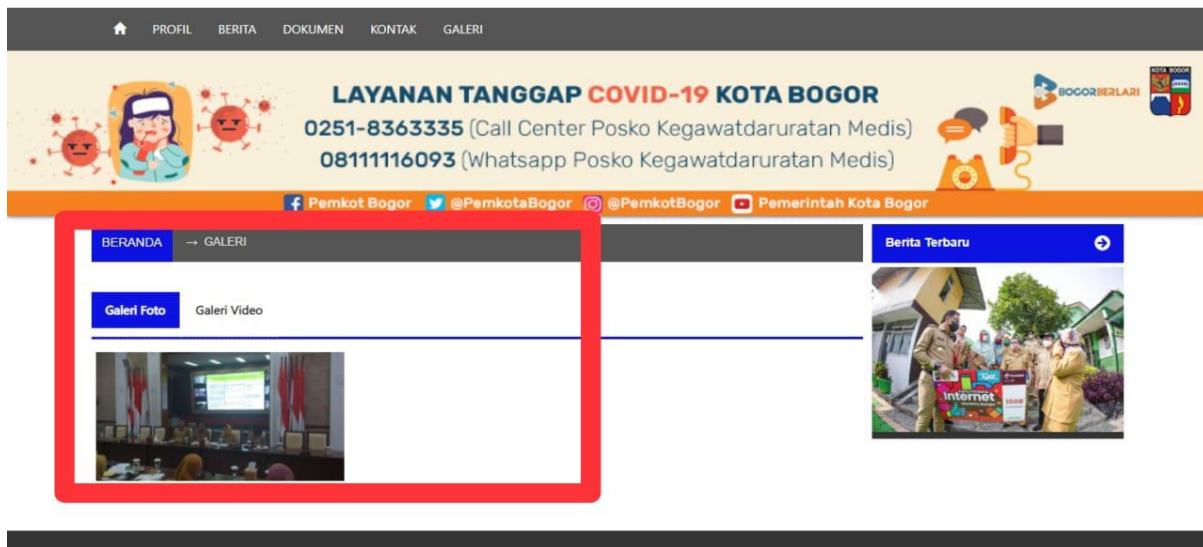 PROFIL BERITA DOKUMEN KONTAK GALERI
LAYANAN TANGGAP COVID-19 KOTA BOGOR
0251-8363335 (Call Center Posko Kegawatdaruratan Medis)
08111116093 (Whatsapp Posko Kegawatdaruratan Medis)
BOGORBERLARI
KOTA BOGOR
Pemkot Bogor @PemkotaBogor @PemkotBogor Pemerintah Kota Bogor
BERANDA → GALERI
Berita Terbaru
Galeri Foto Galeri Video
Internet
100GB